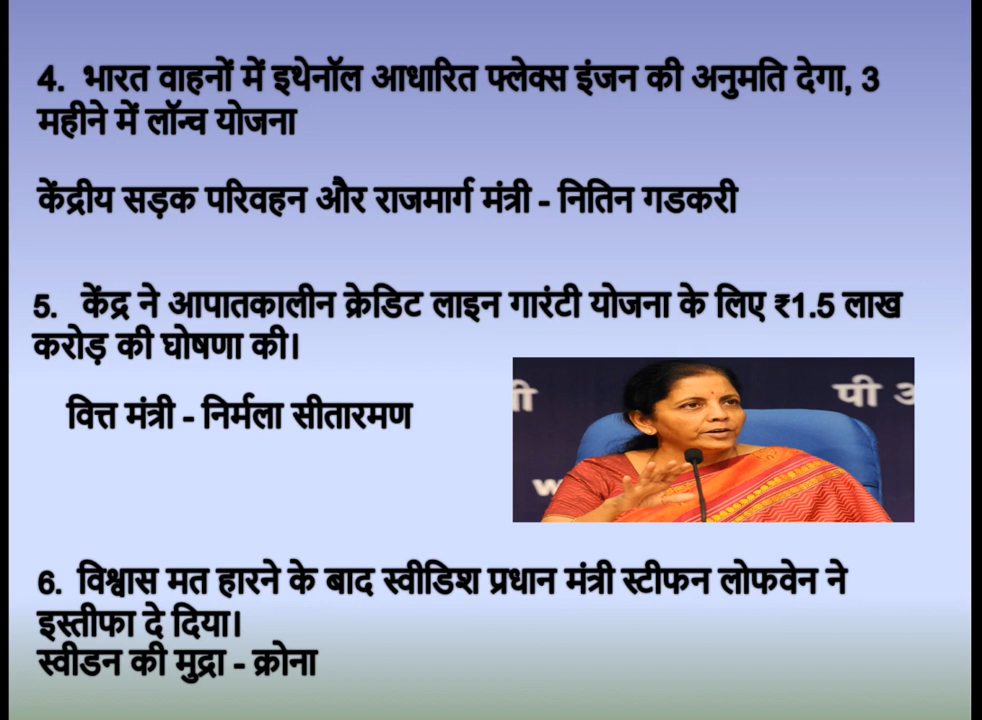 4. भारत वाहनों में इथेनॉल आधारित फ्लेक्स इंजन की अनुमति देगा, 3
महीने में लॉन्च योजना
केंद्रीय सड़क परिवहन और राजमार्ग मंत्री - नितिन गडकरी
5. केंद्र ने आपातकालीन क्रेडिट लाइन गारंटी योजना के लिए ₹1.5 लाख
करोड़ की घोषणा की।
वित्त मंत्री - निर्मला सीतारमण
पी
6. विश्वास मत हारने के बाद स्वीडिश प्रधान मंत्री स्टीफन लोफवेन ने
इस्तीफा दे दिया।
स्वीडन की मुद्रा - क्रोना